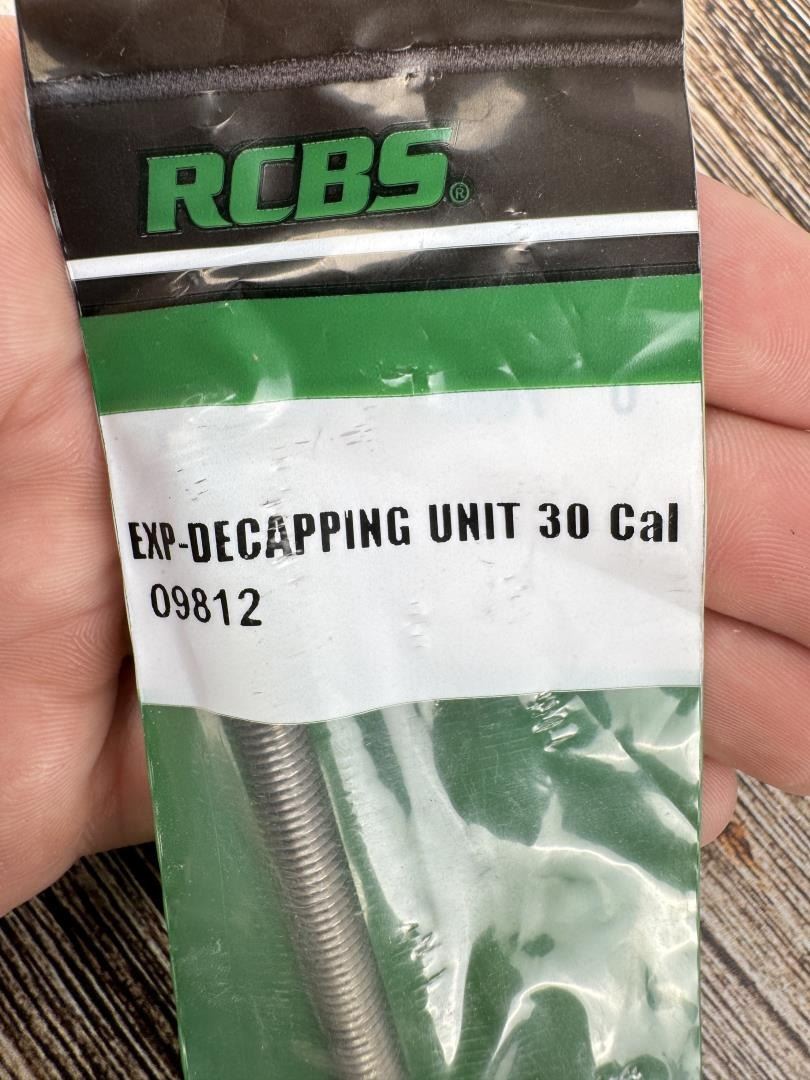 RCBS®
EXP-DECAPPING UNIT 30 Cal
09812